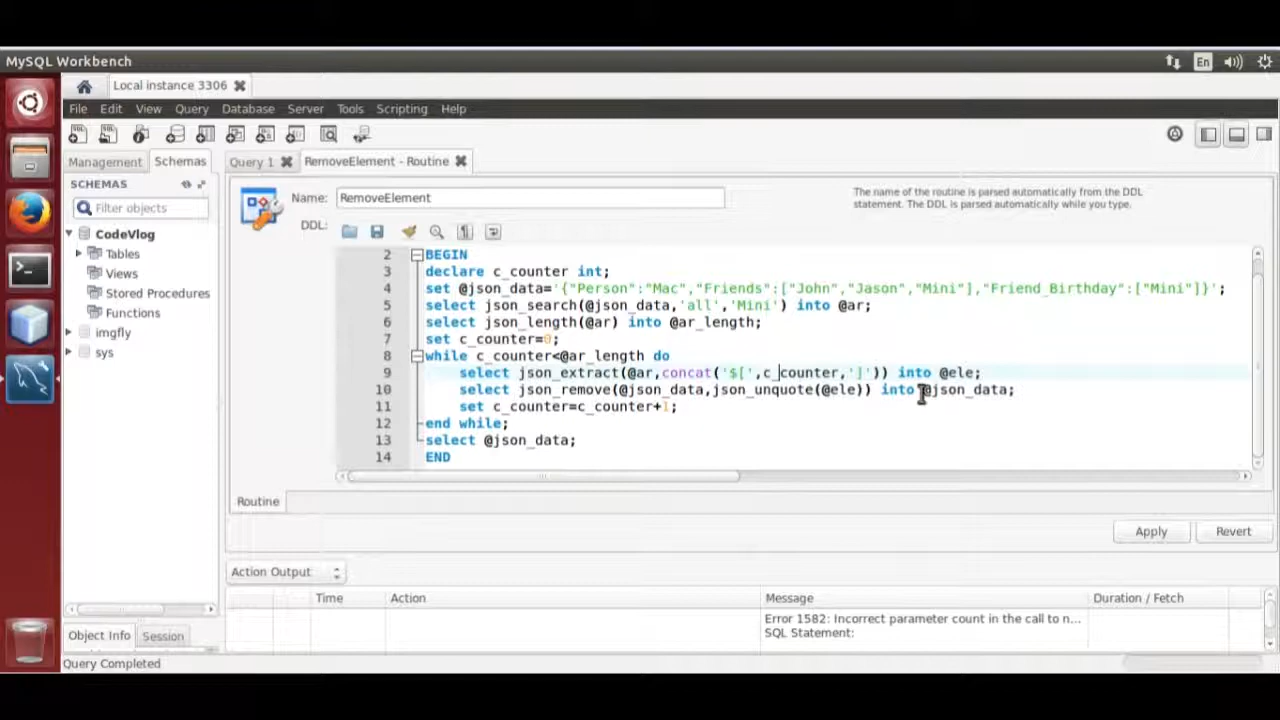 MySQL Workbench
En
Local instance 3306
File Edit View Query Database Server Tools Scripting Help
Management Schemas Query 1 RemoveElement - Routine
SCHEMAS
Filter objects
CodeVlog
Tables
Views
Stored Procedures
Functions
imgfly
sys
Name: RemoveElement
The name of the routine is parsed automatically from the DDL
statement. The DDL is parsed automatically while you type.
DDL:
2 BEGIN
3 declare c_counter int;
4 set @json_data='{"Person":"Mac","Friends":["John","Jason","Mini"],"Friend_Birthday":["Mini"]}';
5 select json_search(@json_data,'all','Mini') into @ar;
6 select json_length(@ar) into @ar_length;
7 set c_counter=0;
8 while c_counter<@ar_length do
9 select json_extract(@ar,concat('$[',c_counter,']')) into @ele;
10 select json_remove(@json_data,json_unquote(@ele)) into @json_data;
11 set c_counter=c_counter+1;
12 end while;
13 select @json_data;
14 END
Routine
Apply Revert
Action Output
Time Action Message Duration / Fetch
Error 1582: Incorrect parameter count in the call to n...
SQL Statement:
Object Info Session
Query Completed